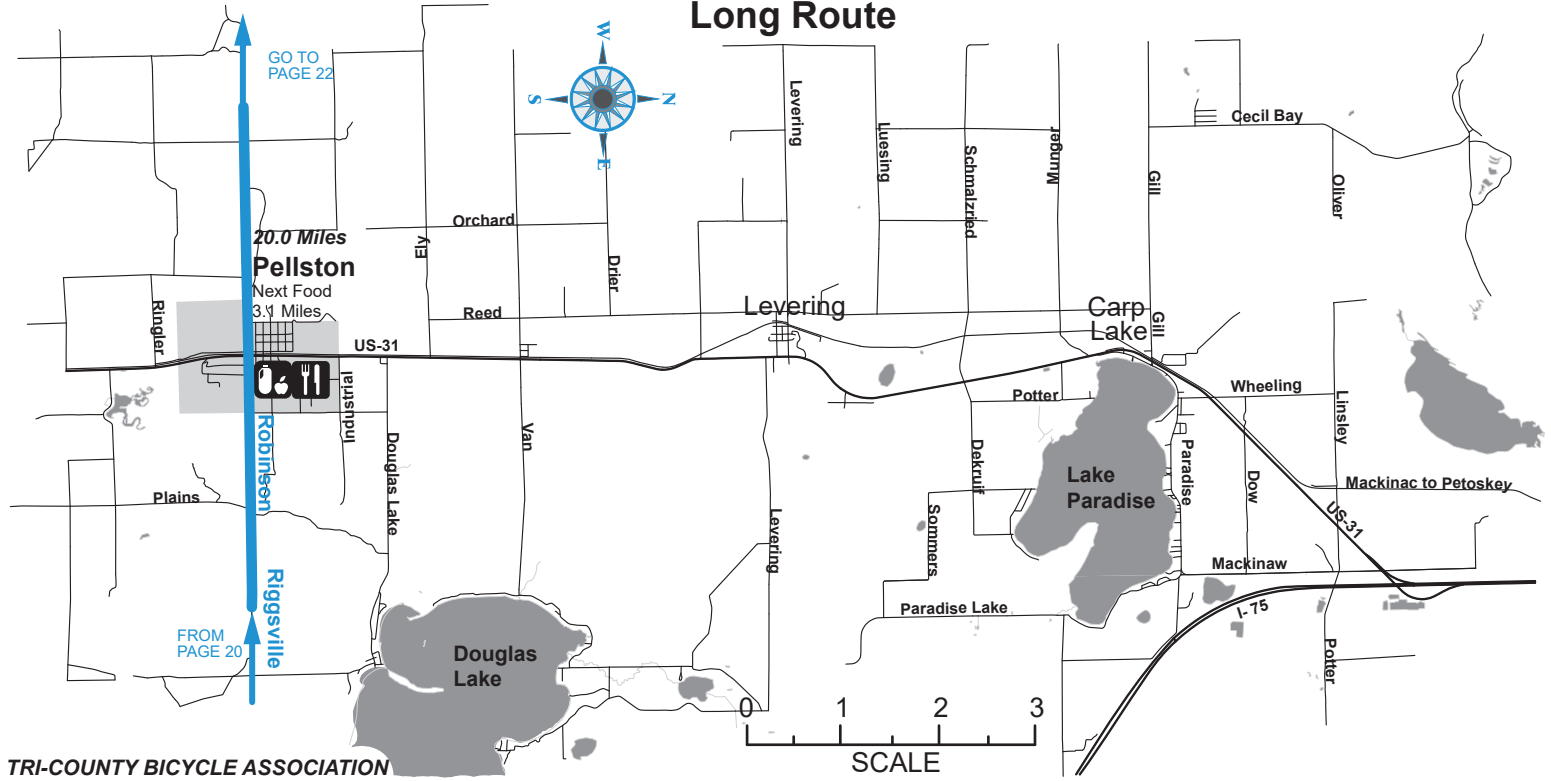 Long Route
GO TO
PAGE 22
W
S
N
E
Levering
Luesing
Schmalzried
Munger
Gill
Cecil Bay
Oliver
Orchard
Ely
Drier
20.0 Miles
Pellston
Next Food
3.1 Miles
Ringler
Reed
US-31
Levering
Carp
Lake
Gill
Industrial
Robinson
Douglas Lake
Van
Potter
Wheeling
Linsley
Dekruif
Lake
Paradise
Paradise
Dow
Mackinac to Petoskey
Plains
Levering
Sommers
US-31
Mackinaw
Riggsville
Paradise Lake
I-75
FROM
PAGE 20
Douglas
Lake
Potter
0 1 2 3
SCALE
TRI-COUNTY BICYCLE ASSOCIATION